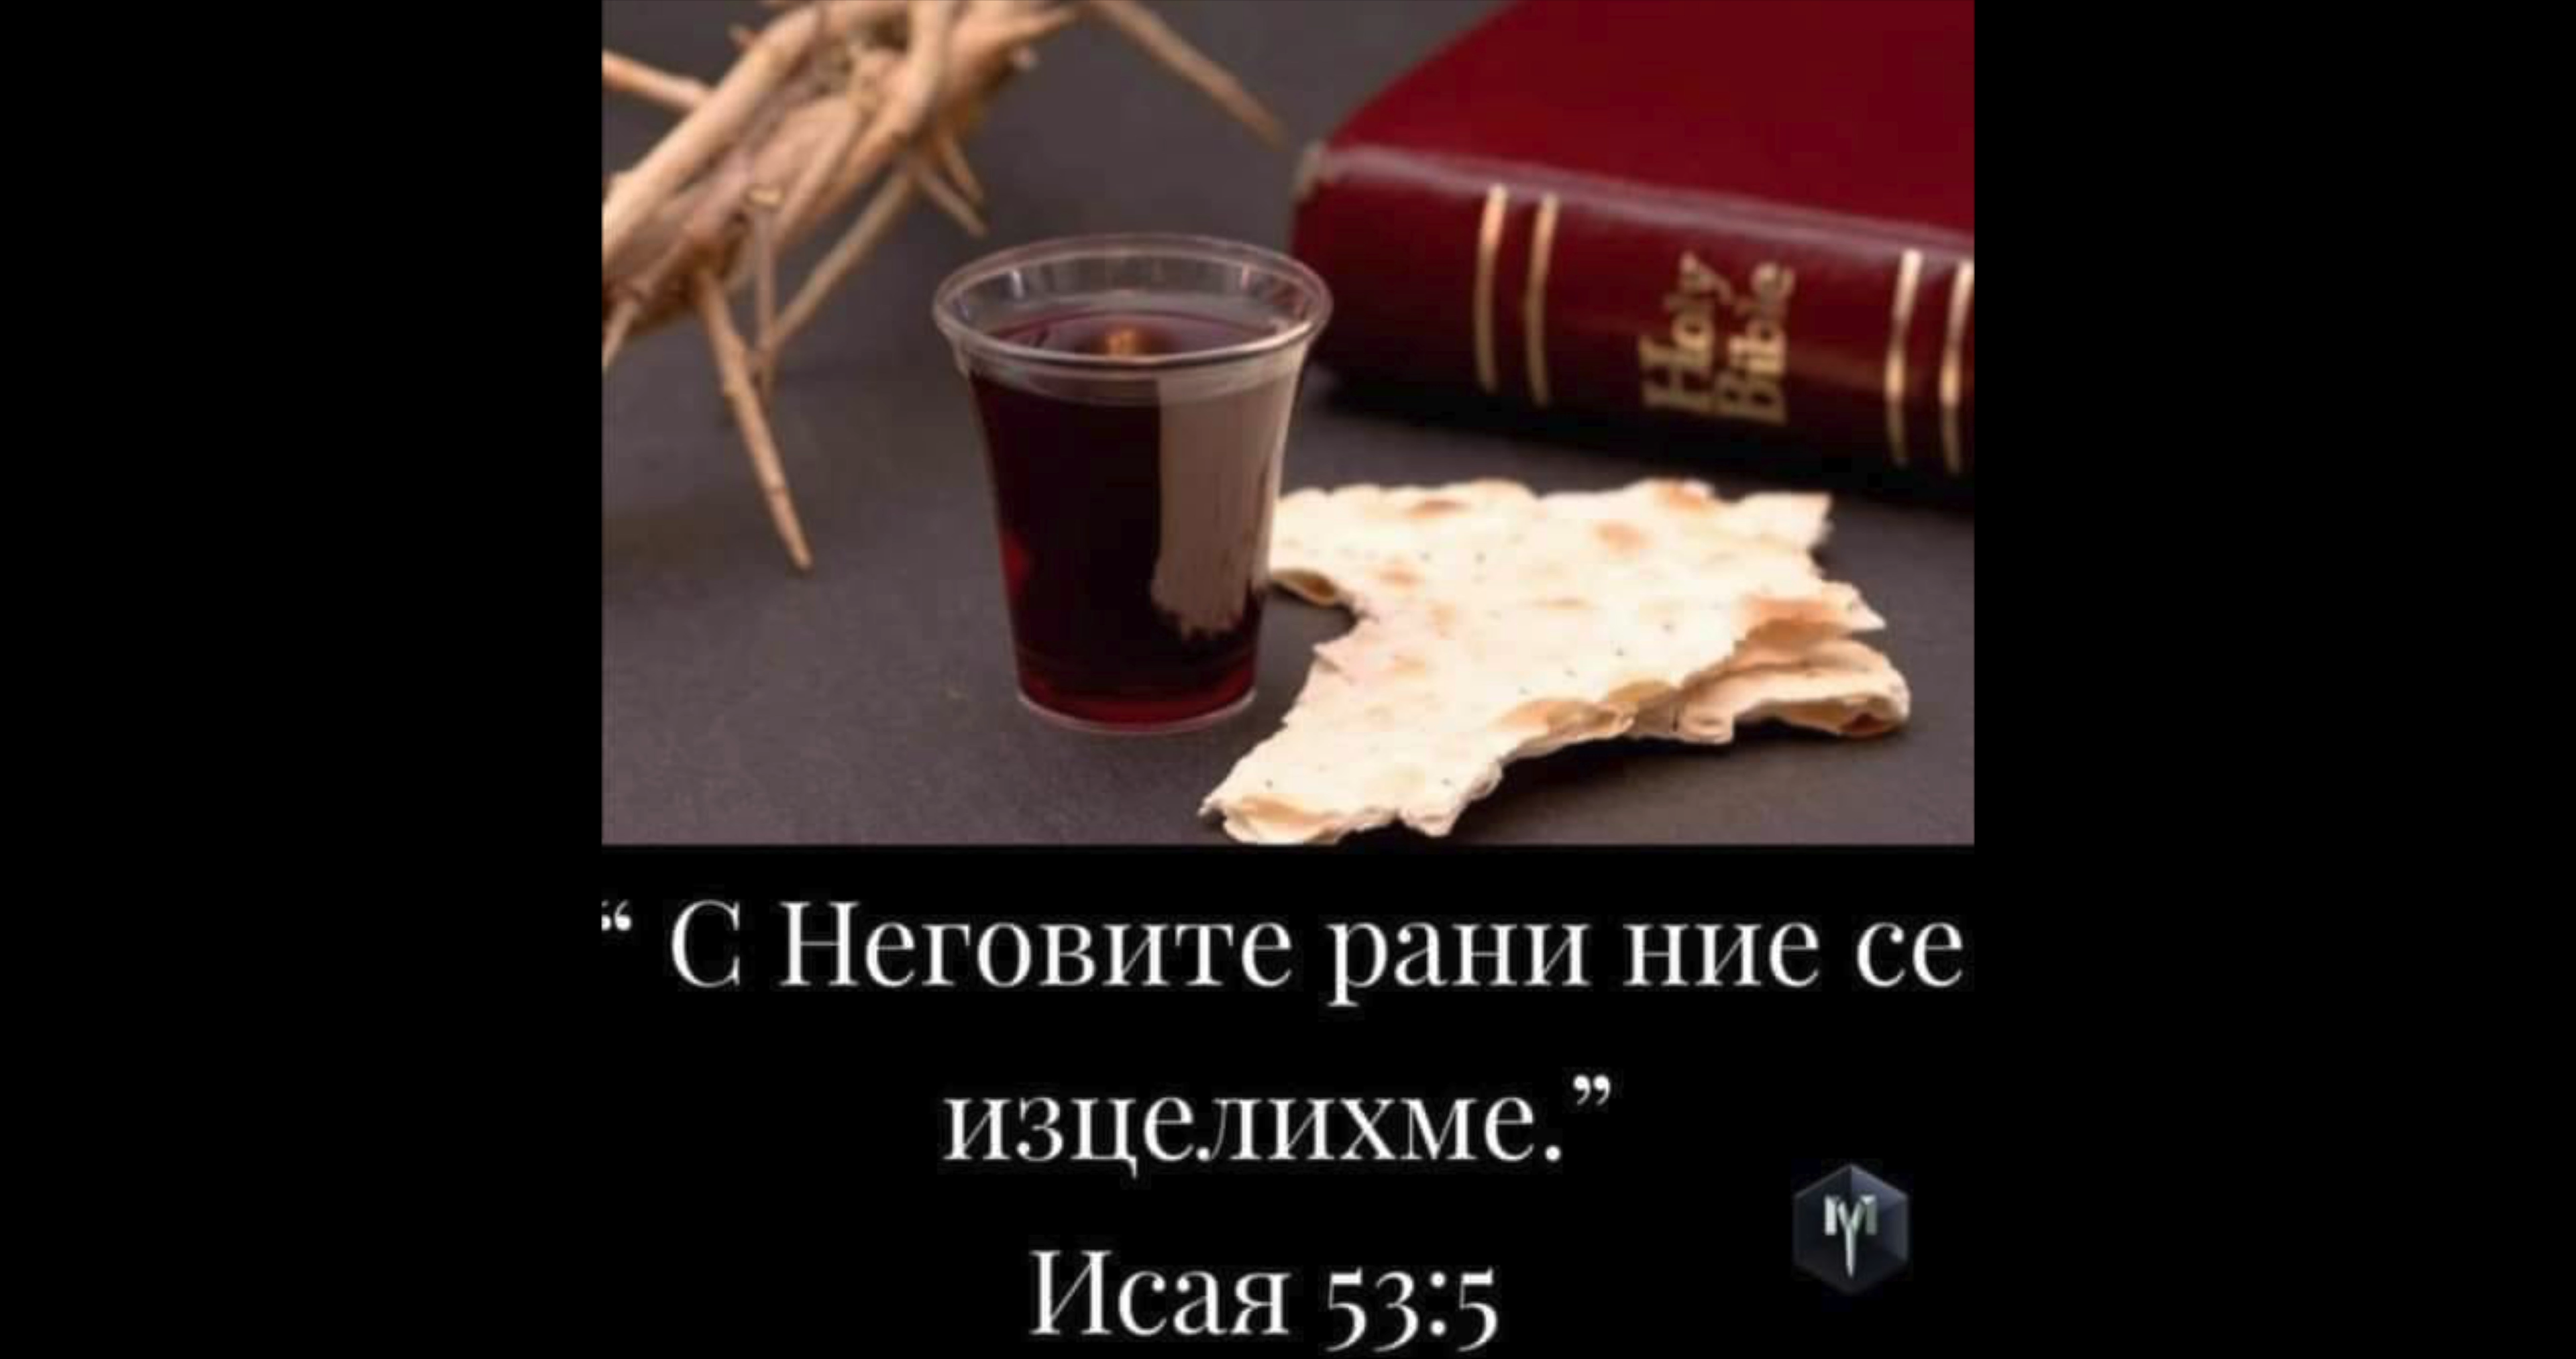 Holy
Bible
“ С Неговите рани ние се
изцелихме.”
Исая 53:5